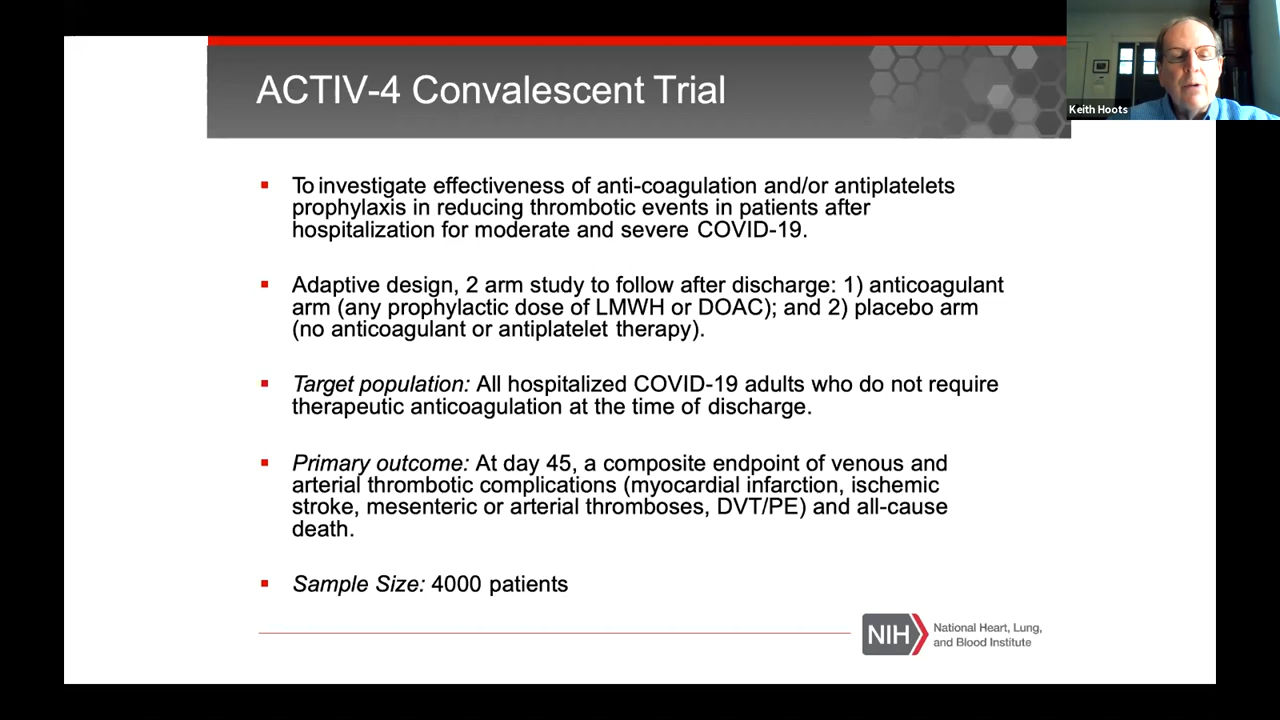 ACTIV-4 Convalescent Trial
Keith Hoots
▪ To investigate effectiveness of anti-coagulation and/or antiplatelets
prophylaxis in reducing thrombotic events in patients after
hospitalization for moderate and severe COVID-19.
▪ Adaptive design, 2 arm study to follow after discharge: 1) anticoagulant
arm (any prophylactic dose of LMWH or DOAC); and 2) placebo arm
(no anticoagulant or antiplatelet therapy).
▪ Target population: All hospitalized COVID-19 adults who do not require
therapeutic anticoagulation at the time of discharge.
▪ Primary outcome: At day 45, a composite endpoint of venous and
arterial thrombotic complications (myocardial infarction, ischemic
stroke, mesenteric or arterial thromboses, DVT/PE) and all-cause
death.
▪ Sample Size: 4000 patients
NIH National Heart, Lung,
and Blood Institute